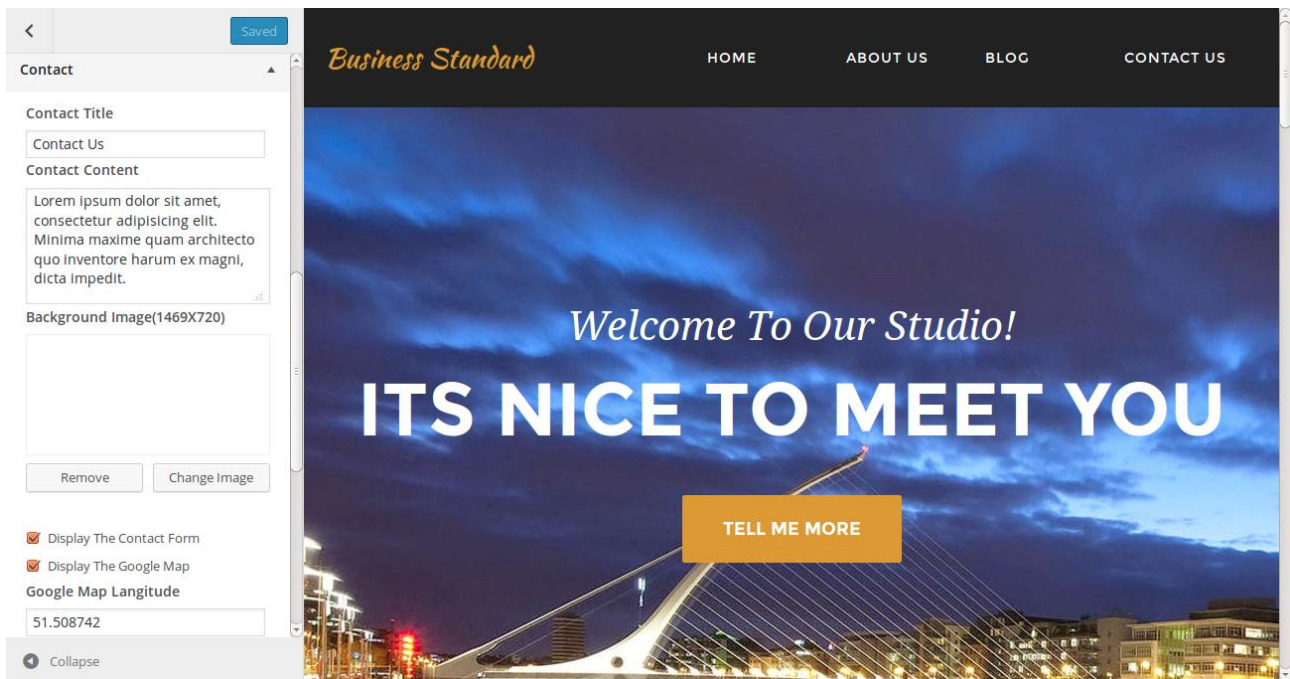 Saved
Contact
Contact Title
Contact Us
Contact Content
Lorem ipsum dolor sit amet,
consectetur adipisicing elit.
Minima maxime quam architecto
quo inventore harum ex magni,
dicta impedit.
Background Image(1469X720)
Remove Change Image
Display The Contact Form
Display The Google Map
Google Map Langitude
51.508742
Collapse
Business Standard HOME ABOUT US BLOG CONTACT US
Welcome To Our Studio!
ITS NICE TO MEET YOU
TELL ME MORE